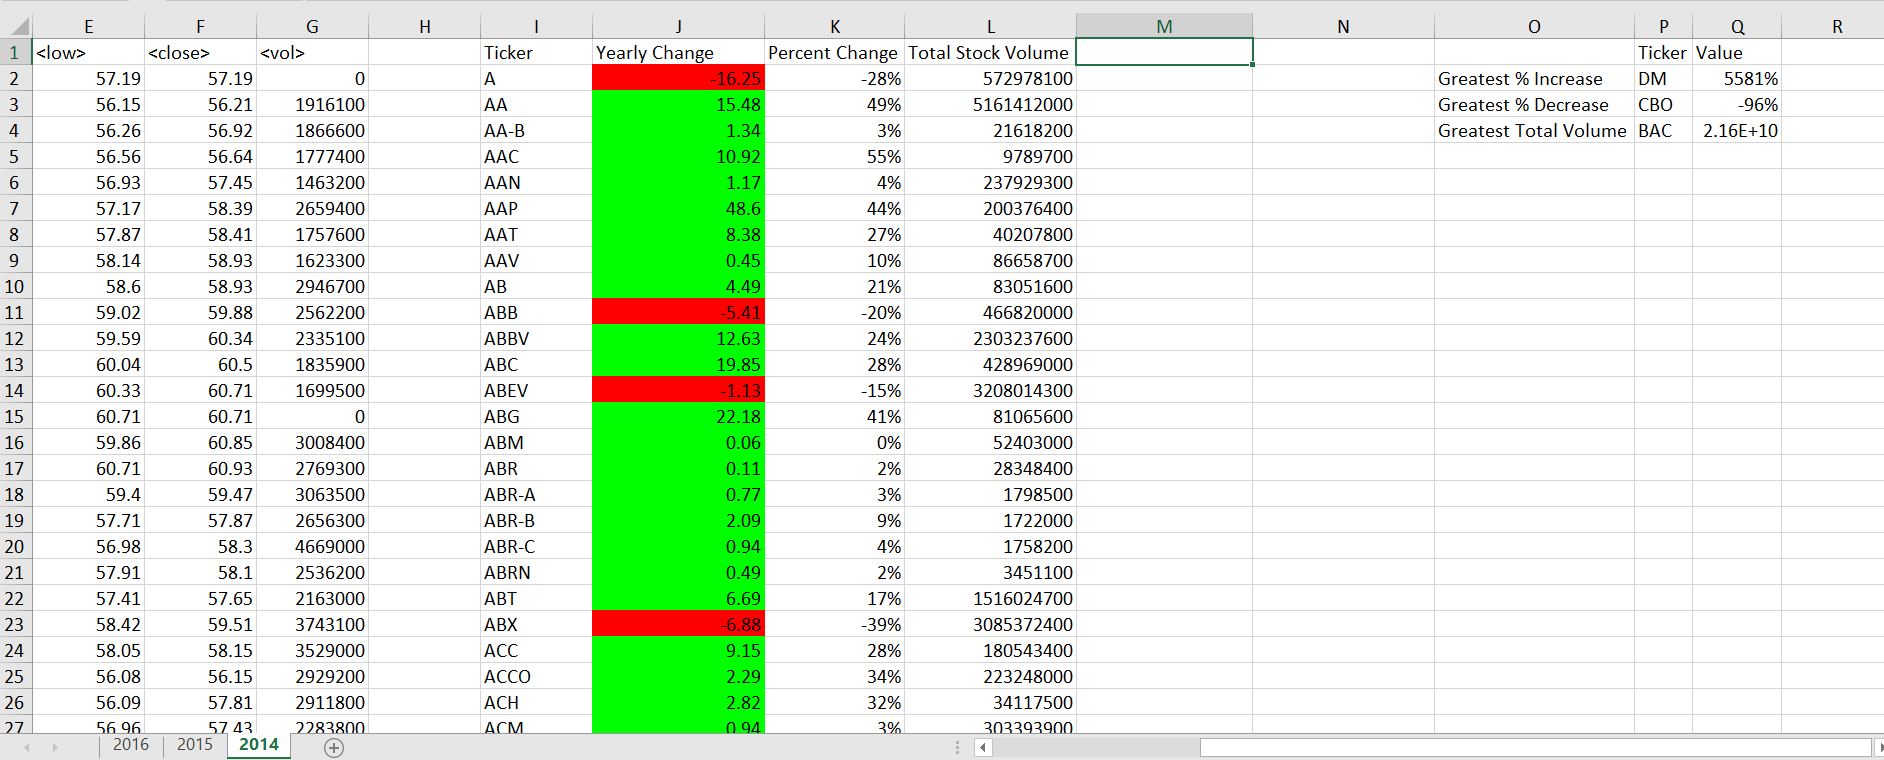 E F G H I J K L M N O P Q R
1 <low> <close> <vol> Ticker Yearly Change Percent Change Total Stock Volume Ticker Value
2 57.19 57.19 0 A -16.25 -28% 572978100 Greatest % Increase DM 5581%
3 56.15 56.21 1916100 AA 15.48 49% 5161412000 Greatest % Decrease CBO -96%
4 56.26 56.92 1866600 AA-B 1.34 3% 21618200 Greatest Total Volume BAC 2.16E+10
5 56.56 56.64 1777400 AAC 10.92 55% 9789700
6 56.93 57.45 1463200 AAN 1.17 4% 237929300
7 57.17 58.39 2659400 AAP 48.6 44% 200376400
8 57.87 58.41 1757600 AAT 8.38 27% 40207800
9 58.14 58.93 1623300 AAV 0.45 10% 86658700
10 58.6 58.93 2946700 AB 4.49 21% 83051600
11 59.02 59.88 2562200 ABB -5.41 -20% 466820000
12 59.59 60.34 2335100 ABBV 12.63 24% 2303237600
13 60.04 60.5 1835900 ABC 19.85 28% 428969000
14 60.33 60.71 1699500 ABEV -1.13 -15% 3208014300
15 60.71 60.71 0 ABG 22.18 41% 81065600
16 59.86 60.85 3008400 ABM 0.06 0% 52403000
17 60.71 60.93 2769300 ABR 0.11 2% 28348400
18 59.4 59.47 3063500 ABR-A 0.77 3% 1798500
19 57.71 57.87 2656300 ABR-B 2.09 9% 1722000
20 56.98 58.3 4669000 ABR-C 0.94 4% 1758200
21 57.91 58.1 2536200 ABRN 0.49 2% 3451100
22 57.41 57.65 2163000 ABT 6.69 17% 1516024700
23 58.42 59.51 3743100 ABX -6.88 -39% 3085372400
24 58.05 58.15 3529000 ACC 9.15 28% 180543400
25 56.08 56.15 2929200 ACCO 2.29 34% 223248000
26 56.09 57.81 2911800 ACH 2.82 32% 34117500
27 56.96 57.43 2283800 ACM 0.94 3% 303393900
2016 2015 2014